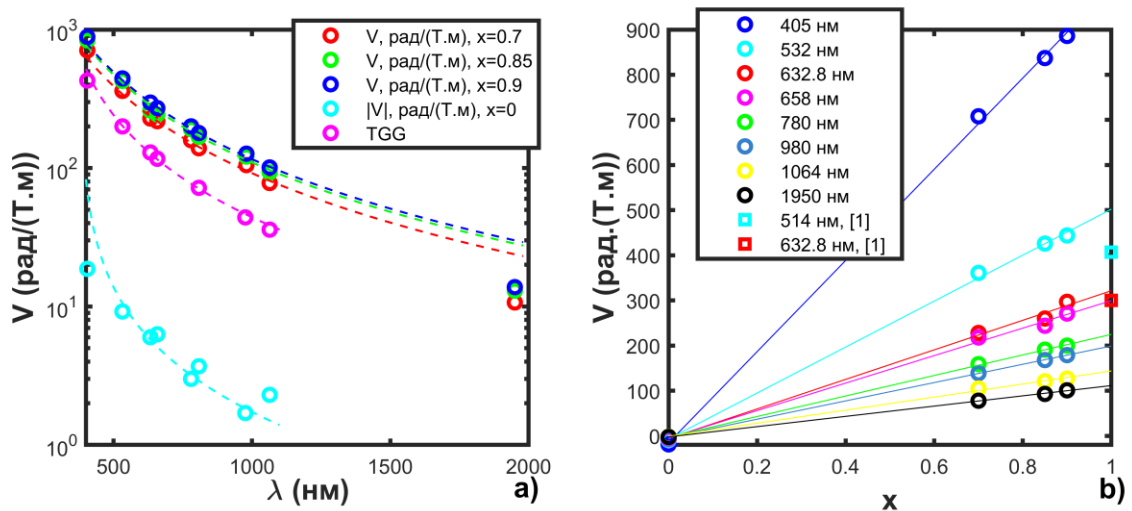 10³
10²
10¹
10⁰
V (рад/(Т.м))
500
1000
1500
2000
λ (нм)
a)
V, рад/(Т.м), x=0.7
V, рад/(Т.м), x=0.85
V, рад/(Т.м), x=0.9
|V|, рад/(Т.м), x=0
TGG
900
800
700
600
500
400
300
200
100
0
V (рад.(Т.м)
0
0.2
0.4
0.6
0.8
1
x
b)
405 нм
532 нм
632.8 нм
658 нм
780 нм
980 нм
1064 нм
1950 нм
514 нм, [1]
632.8 нм, [1]